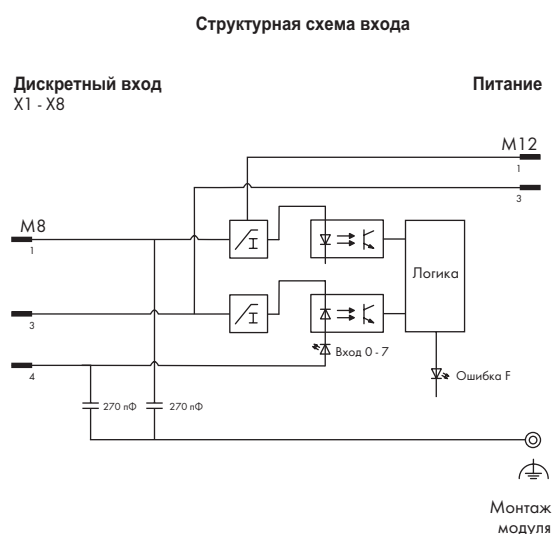 Структурная схема входа
Дискретный вход
X1 - X8
Питание
M12
1
3
M8
1
3
4
I
I
Логика
Вход 0 - 7
Ошибка F
270 пФ
270 пФ
Монтаж
модуля